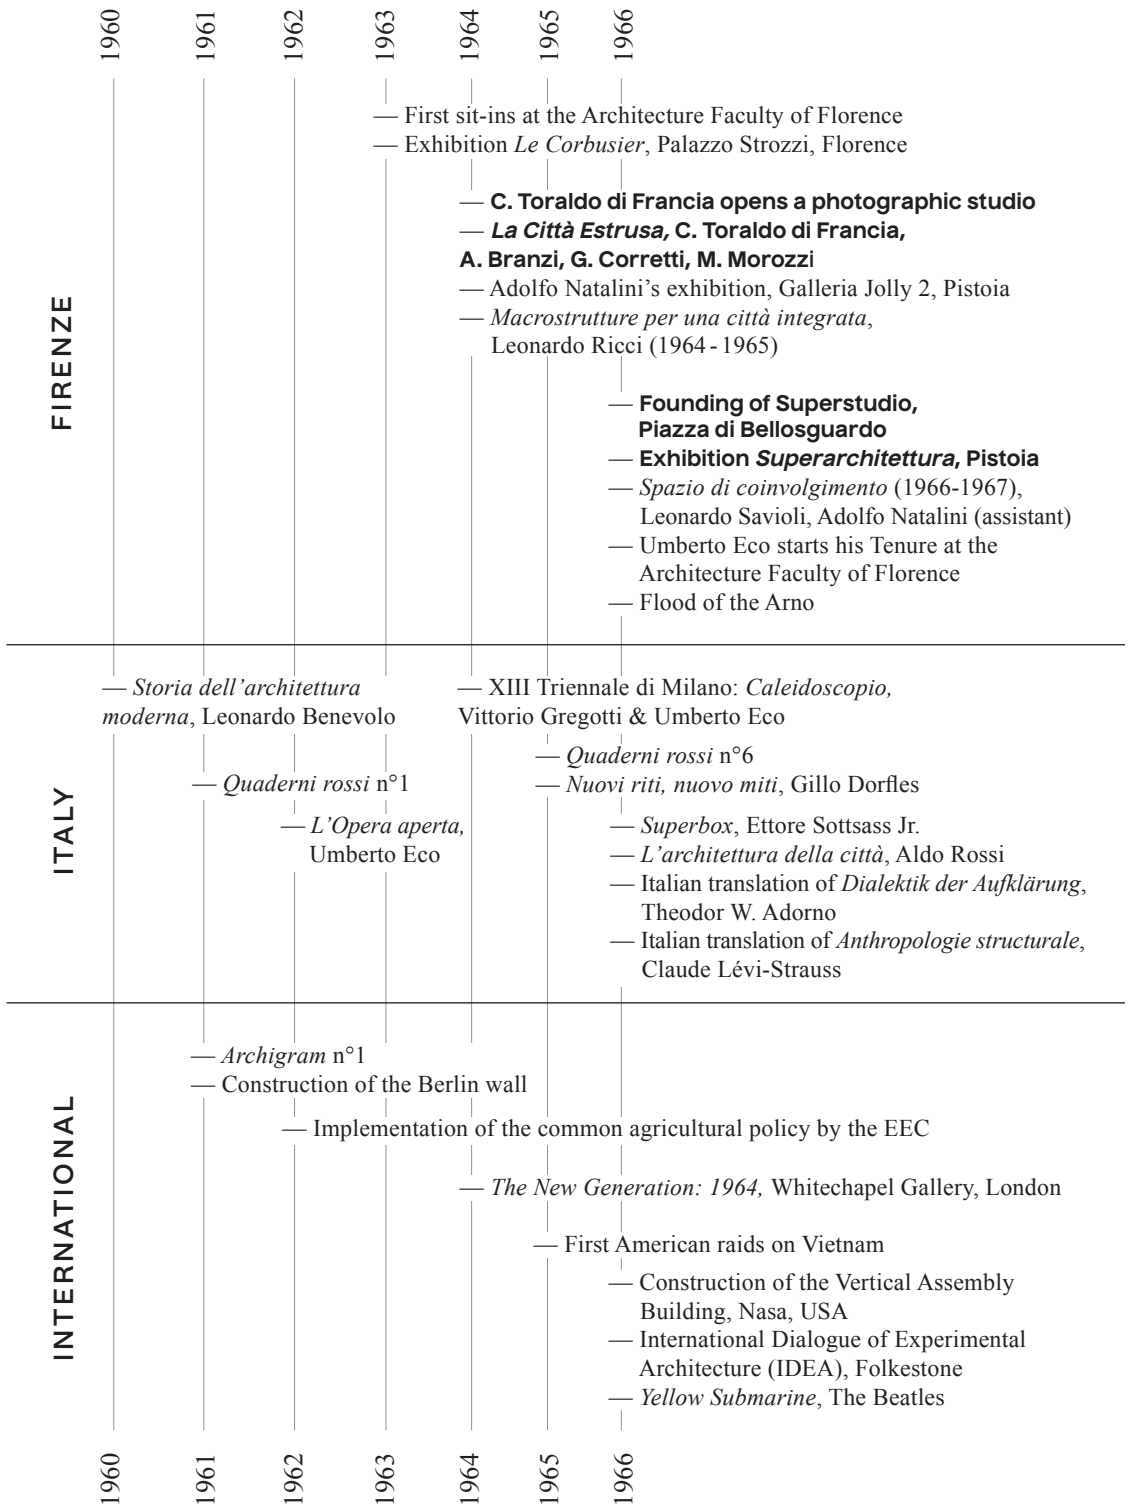 1960
1961
1962
1963
1964
1965
1966
FIRENZE
— First sit-ins at the Architecture Faculty of Florence
— Exhibition Le Corbusier, Palazzo Strozzi, Florence
— C. Toraldo di Francia opens a photographic studio
— La Città Estrusa, C. Toraldo di Francia,
A. Branzi, G. Corretti, M. Morozzi
— Adolfo Natalini’s exhibition, Galleria Jolly 2, Pistoia
— Macrostrutture per una città integrata,
Leonardo Ricci (1964 - 1965)
— Founding of Superstudio,
Piazza di Bellosguardo
— Exhibition Superarchitettura, Pistoia
— Spazio di coinvolgimento (1966-1967),
Leonardo Savioli, Adolfo Natalini (assistant)
— Umberto Eco starts his Tenure at the
Architecture Faculty of Florence
— Flood of the Arno
ITALY
— Storia dell’architettura
moderna, Leonardo Benevolo
— XIII Triennale di Milano: Caleidoscopio,
Vittorio Gregotti & Umberto Eco
— Quaderni rossi n°6
— Quaderni rossi n°1
— Nuovi riti, nuovo miti, Gillo Dorfles
— L’Opera aperta,
Umberto Eco
— Superbox, Ettore Sottsass Jr.
— L’architettura della città, Aldo Rossi
— Italian translation of Dialektik der Aufklärung,
Theodor W. Adorno
— Italian translation of Anthropologie structurale,
Claude Lévi-Strauss
INTERNATIONAL
— Archigram n°1
— Construction of the Berlin wall
— Implementation of the common agricultural policy by the EEC
— The New Generation: 1964, Whitechapel Gallery, London
— First American raids on Vietnam
— Construction of the Vertical Assembly
Building, Nasa, USA
— International Dialogue of Experimental
Architecture (IDEA), Folkestone
— Yellow Submarine, The Beatles
1960
1961
1962
1963
1964
1965
1966